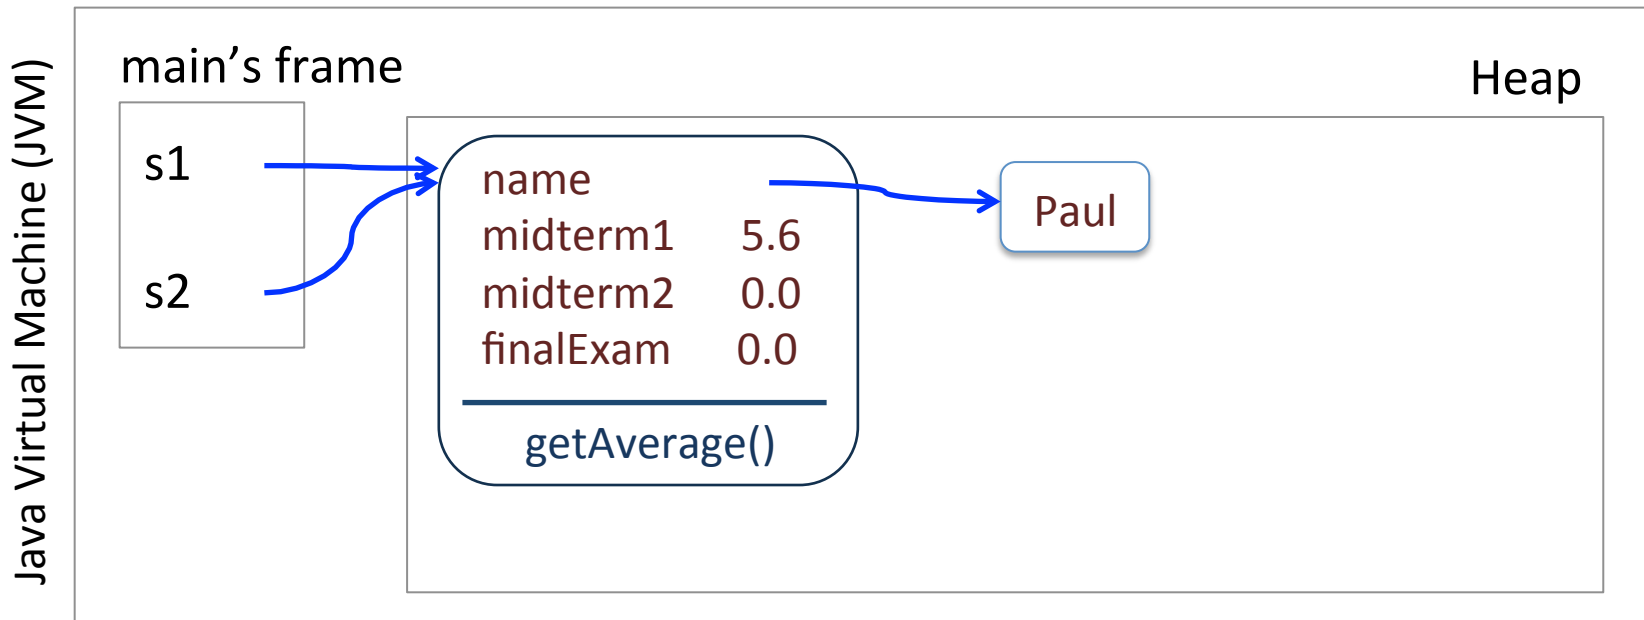 Java Virtual Machine (JVM)
main’s frame
Heap
s1
s2
name
midterm1 5.6
midterm2 0.0
finalExam 0.0
getAverage()
Paul